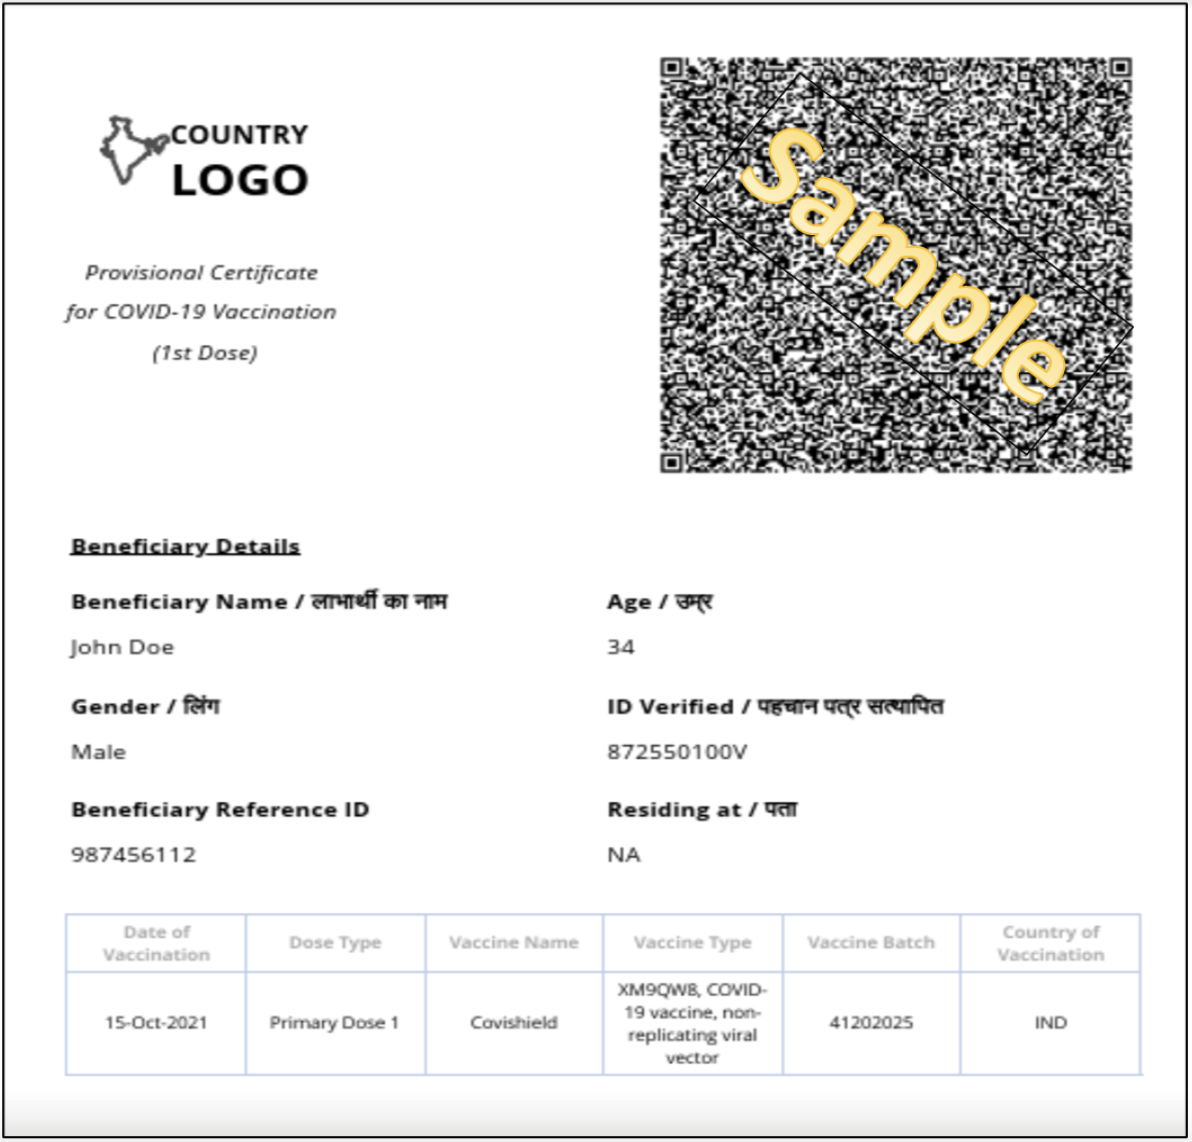 COUNTRY
LOGO
Sample
Provisional Certificate
for COVID-19 Vaccination
(1st Dose)
Beneficiary Details
Beneficiary Name / लाभार्थी का नाम
Age / उम्र
John Doe
34
Gender / लिंग
ID Verified / पहचान पत्र सत्यापित
Male
872550100V
Beneficiary Reference ID
Residing at / पता
987456112
NA
Date of
Vaccination
Dose Type
Vaccine Name
Vaccine Type
Vaccine Batch
Country of
Vaccination
15-Oct-2021
Primary Dose 1
Covishield
XM9QW8, COVID-
19 vaccine, non-
replicating viral
vector
41202025
IND